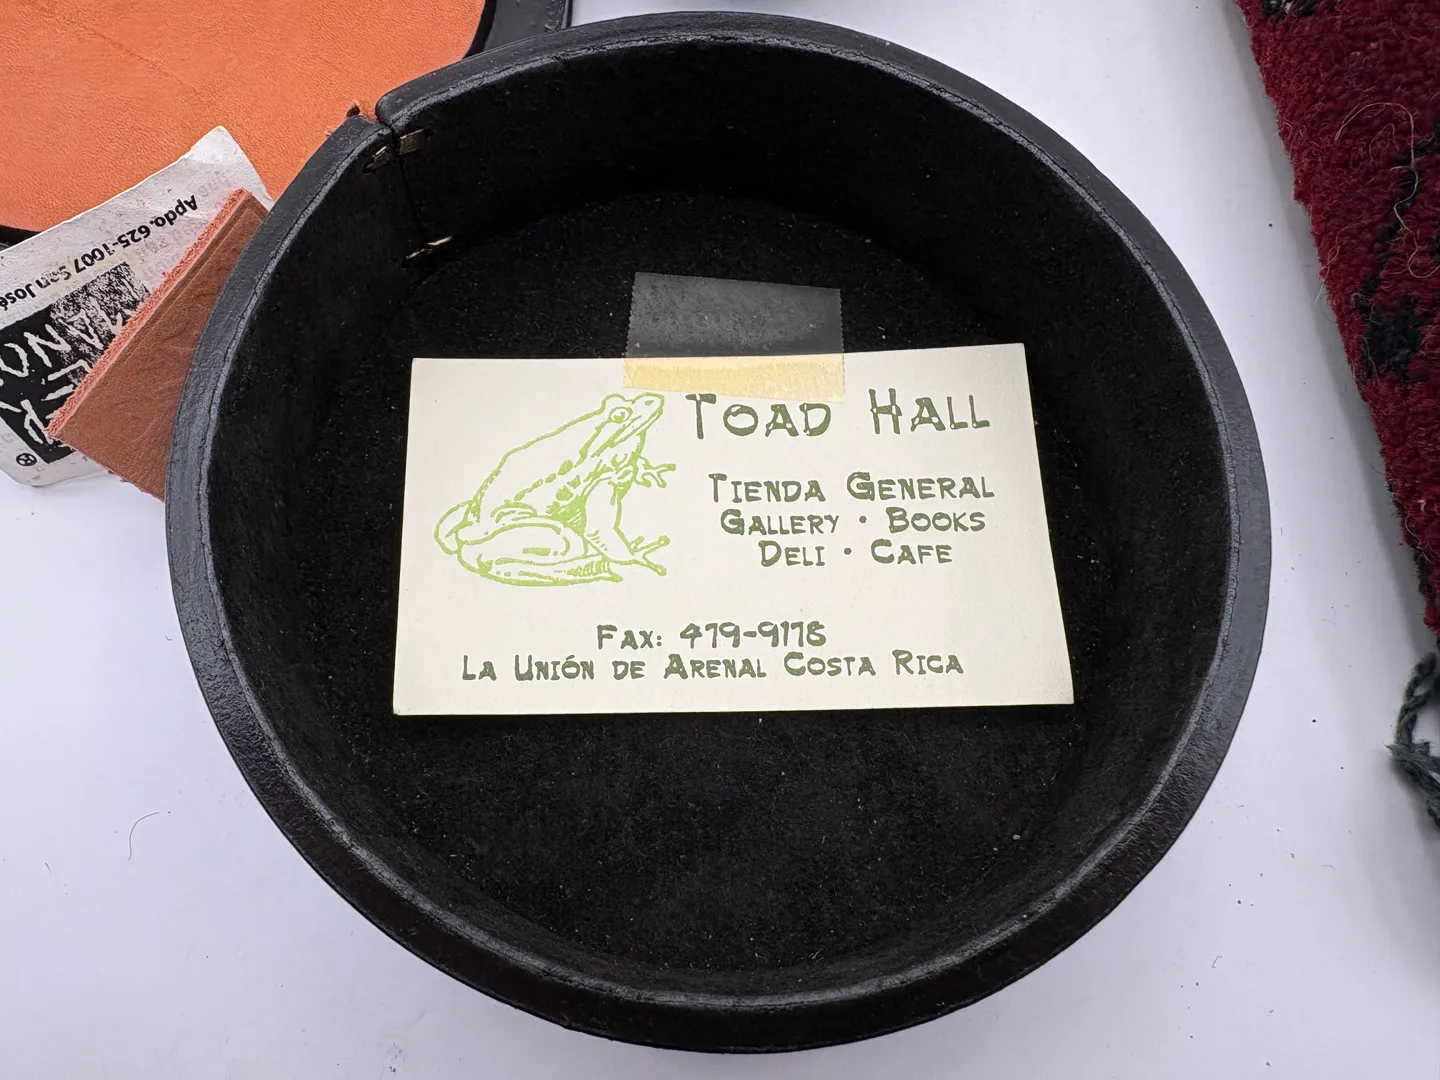 TOAD HALL
TIENDA GENERAL
GALLERY • BOOKS
DELI • CAFE
FAX: 479-9178
LA UNIÓN DE ARENAL COSTA RICA
Apdo. 625-1007 San José